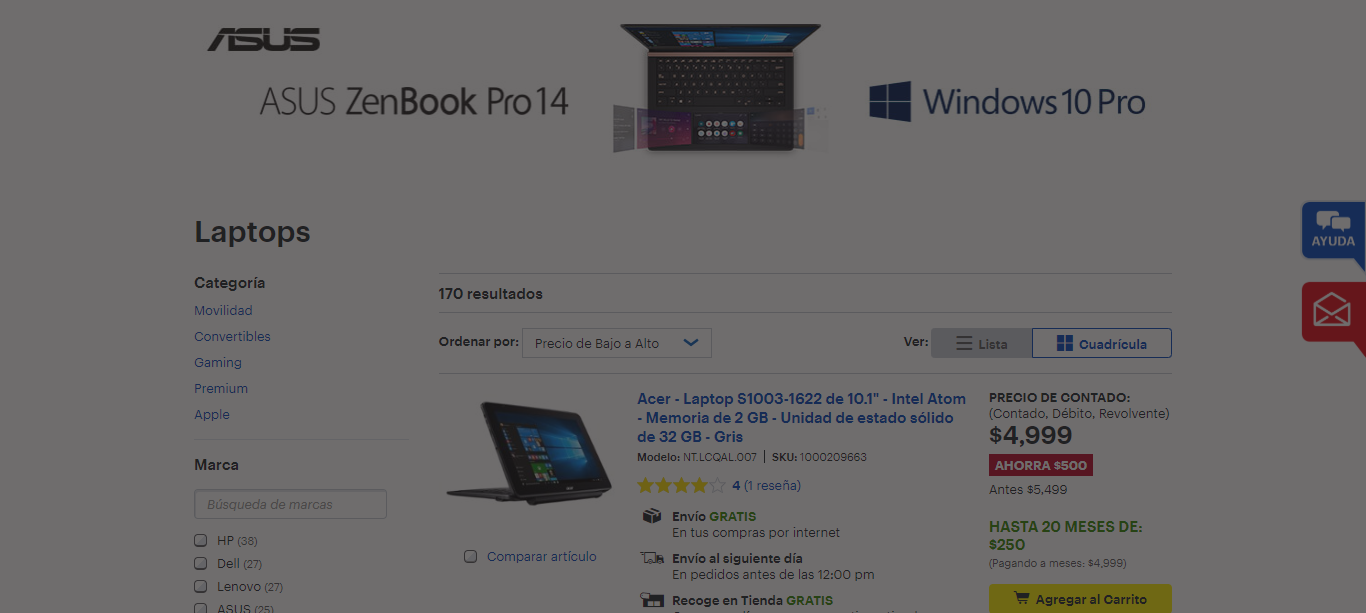 ASUS
ASUS ZenBook Pro 14
Windows 10 Pro
AYUDA
Laptops
Categoría
Movilidad
Convertibles
Gaming
Premium
Apple
Marca
Búsqueda de marcas
HP (38)
Dell (27)
Lenovo (27)
ASUS (25)
170 resultados
Ordenar por: Precio de Bajo a Alto
Ver: Lista Cuadrícula
Acer - Laptop S1003-1622 de 10.1" - Intel Atom
- Memoria de 2 GB - Unidad de estado sólido
de 32 GB - Gris
Modelo: NT.LCQAL.007 | SKU: 1000209663
4 (1 reseña)
Envío GRATIS
En tus compras por internet
Envío al siguiente día
En pedidos antes de las 12:00 pm
Recoge en Tienda GRATIS
Comparar artículo
PRECIO DE CONTADO:
(Contado, Débito, Revolvente)
$4,999
AHORRA $500
Antes $5,499
HASTA 20 MESES DE:
$250
(Pagando a meses: $4,999)
Agregar al Carrito